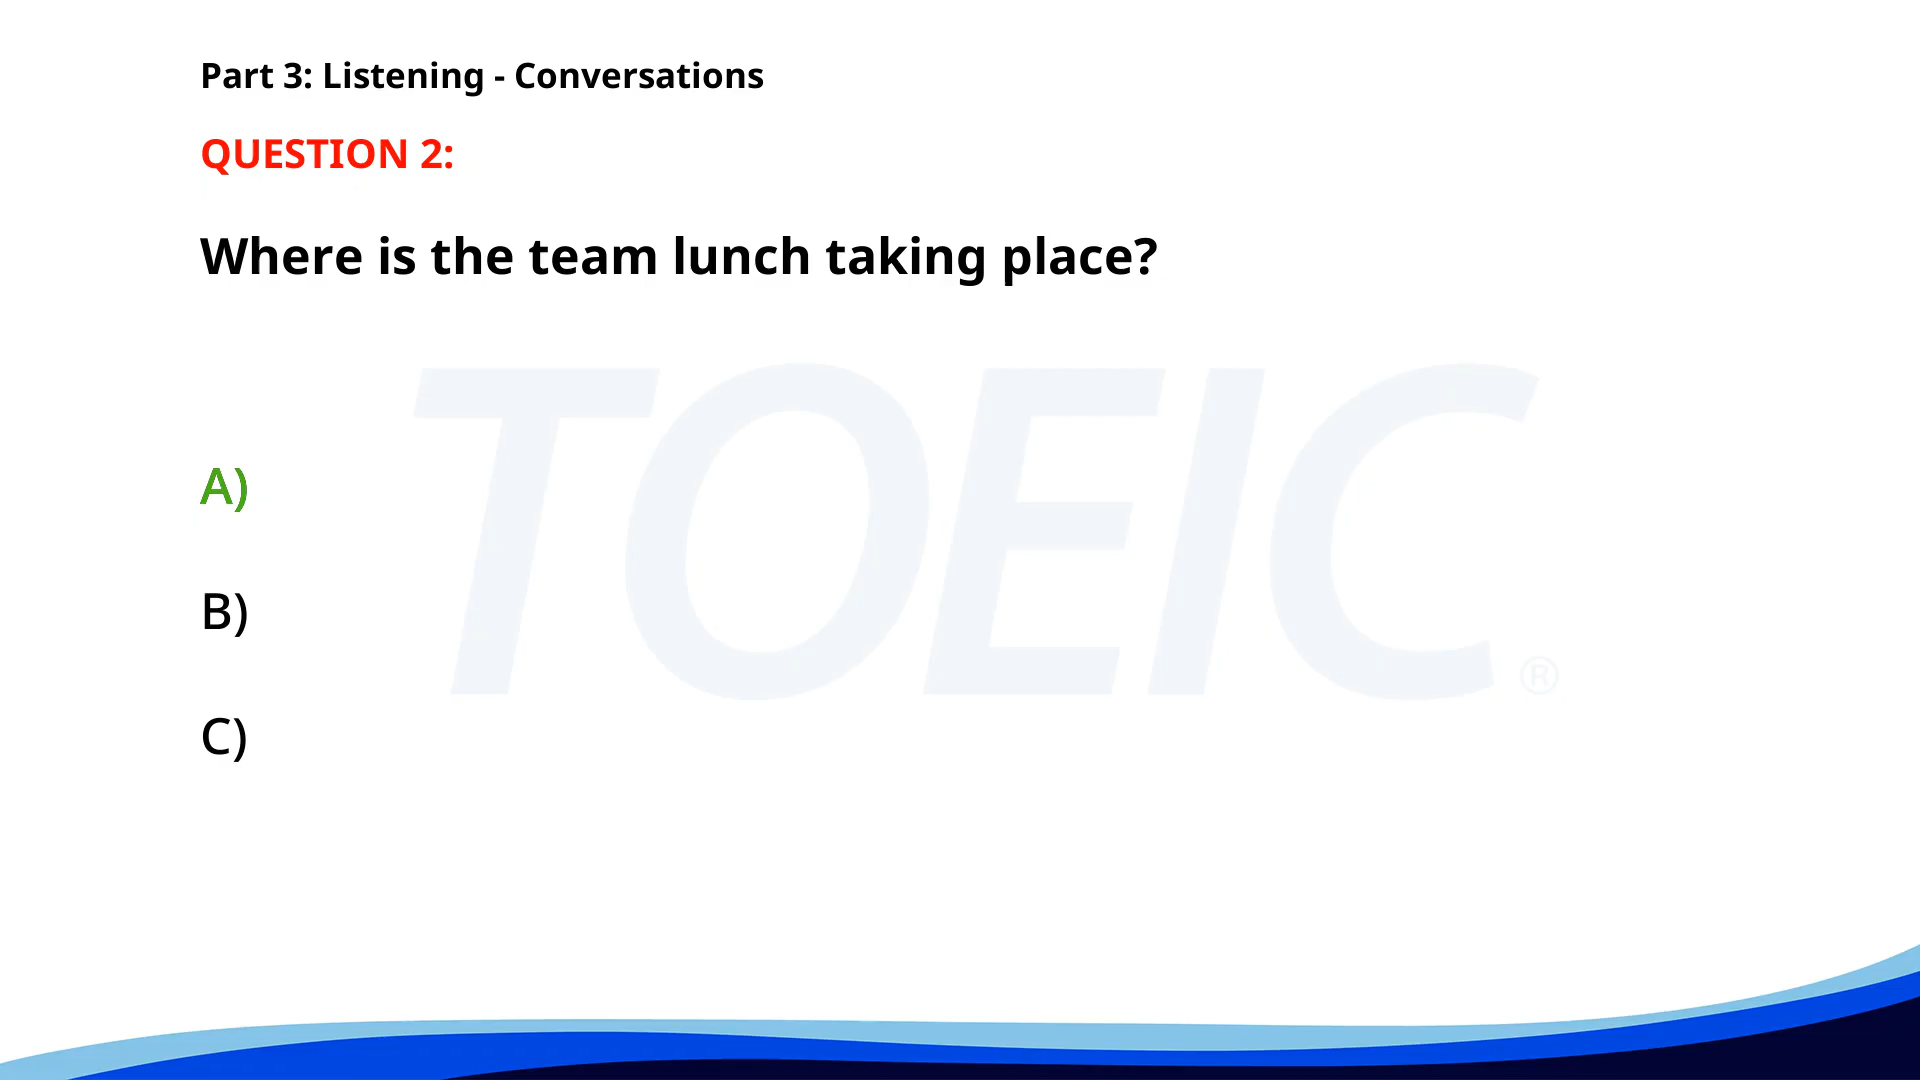 Part 3: Listening - Conversations
QUESTION 2:
Where is the team lunch taking place?
TOEIC®
A)
B)
C)